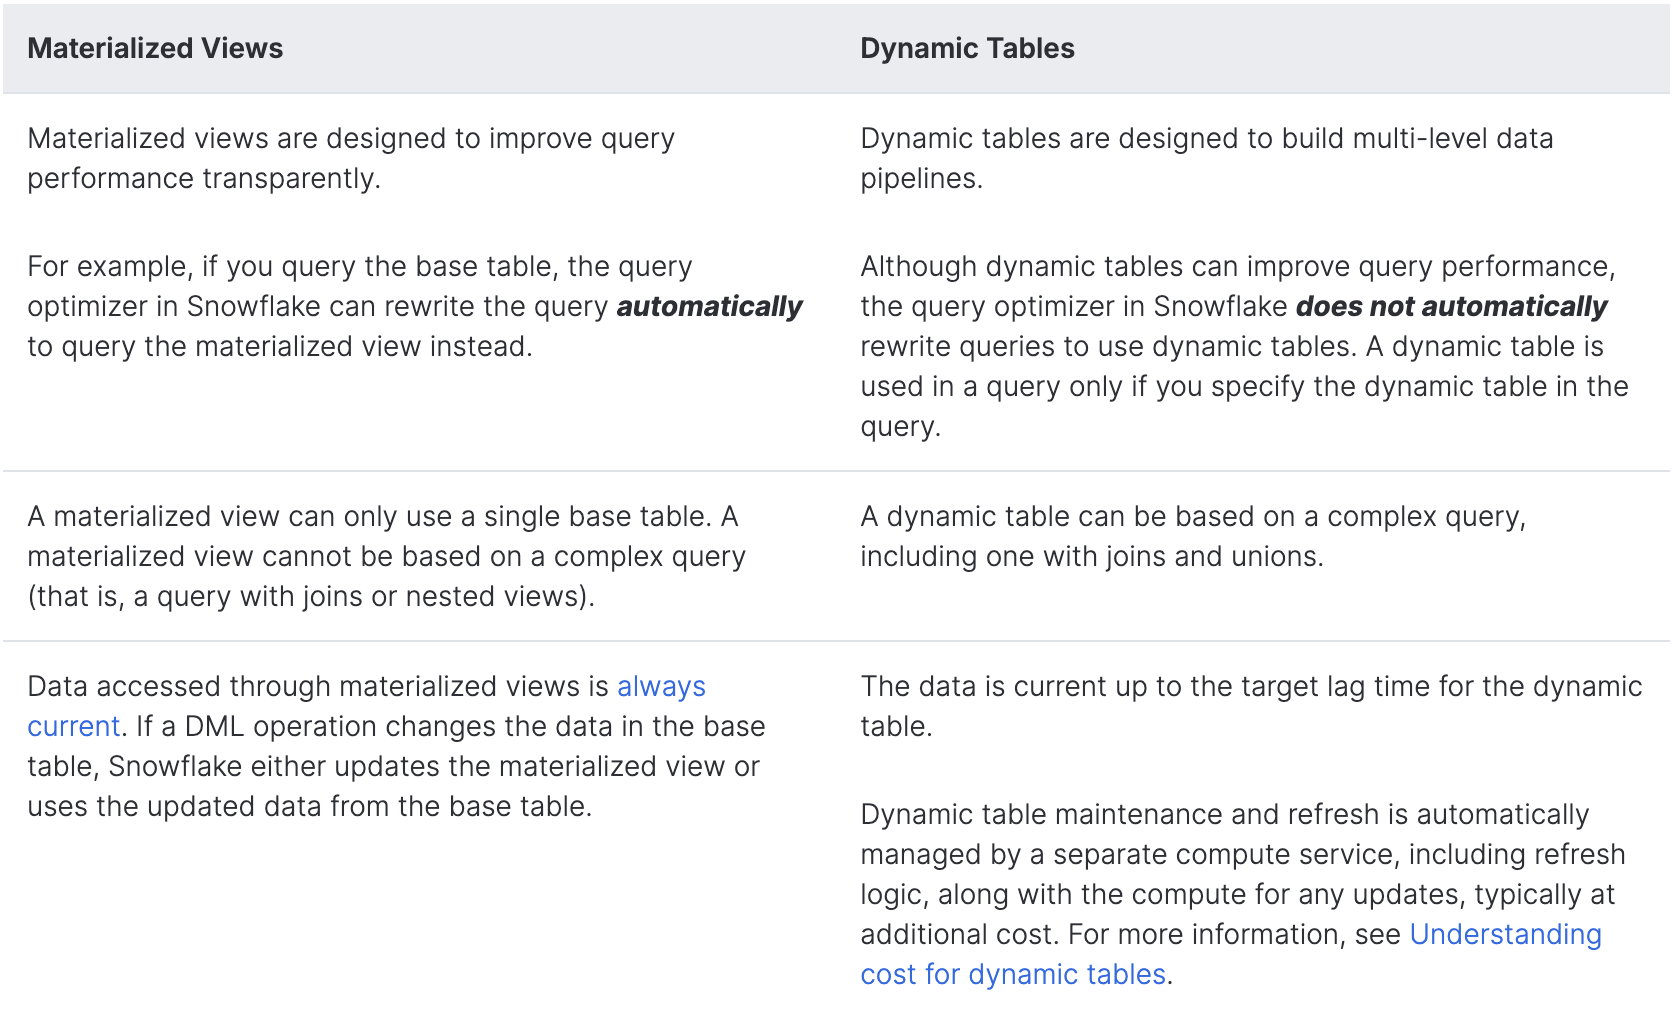 Materialized Views
Dynamic Tables
Materialized views are designed to improve query
performance transparently.
For example, if you query the base table, the query
optimizer in Snowflake can rewrite the query automatically
to query the materialized view instead.
Dynamic tables are designed to build multi-level data
pipelines.
Although dynamic tables can improve query performance,
the query optimizer in Snowflake does not automatically
rewrite queries to use dynamic tables. A dynamic table is
used in a query only if you specify the dynamic table in the
query.
A materialized view can only use a single base table. A
materialized view cannot be based on a complex query
(that is, a query with joins or nested views).
A dynamic table can be based on a complex query,
including one with joins and unions.
Data accessed through materialized views is always
current. If a DML operation changes the data in the base
table, Snowflake either updates the materialized view or
uses the updated data from the base table.
The data is current up to the target lag time for the dynamic
table.
Dynamic table maintenance and refresh is automatically
managed by a separate compute service, including refresh
logic, along with the compute for any updates, typically at
additional cost. For more information, see Understanding
cost for dynamic tables.